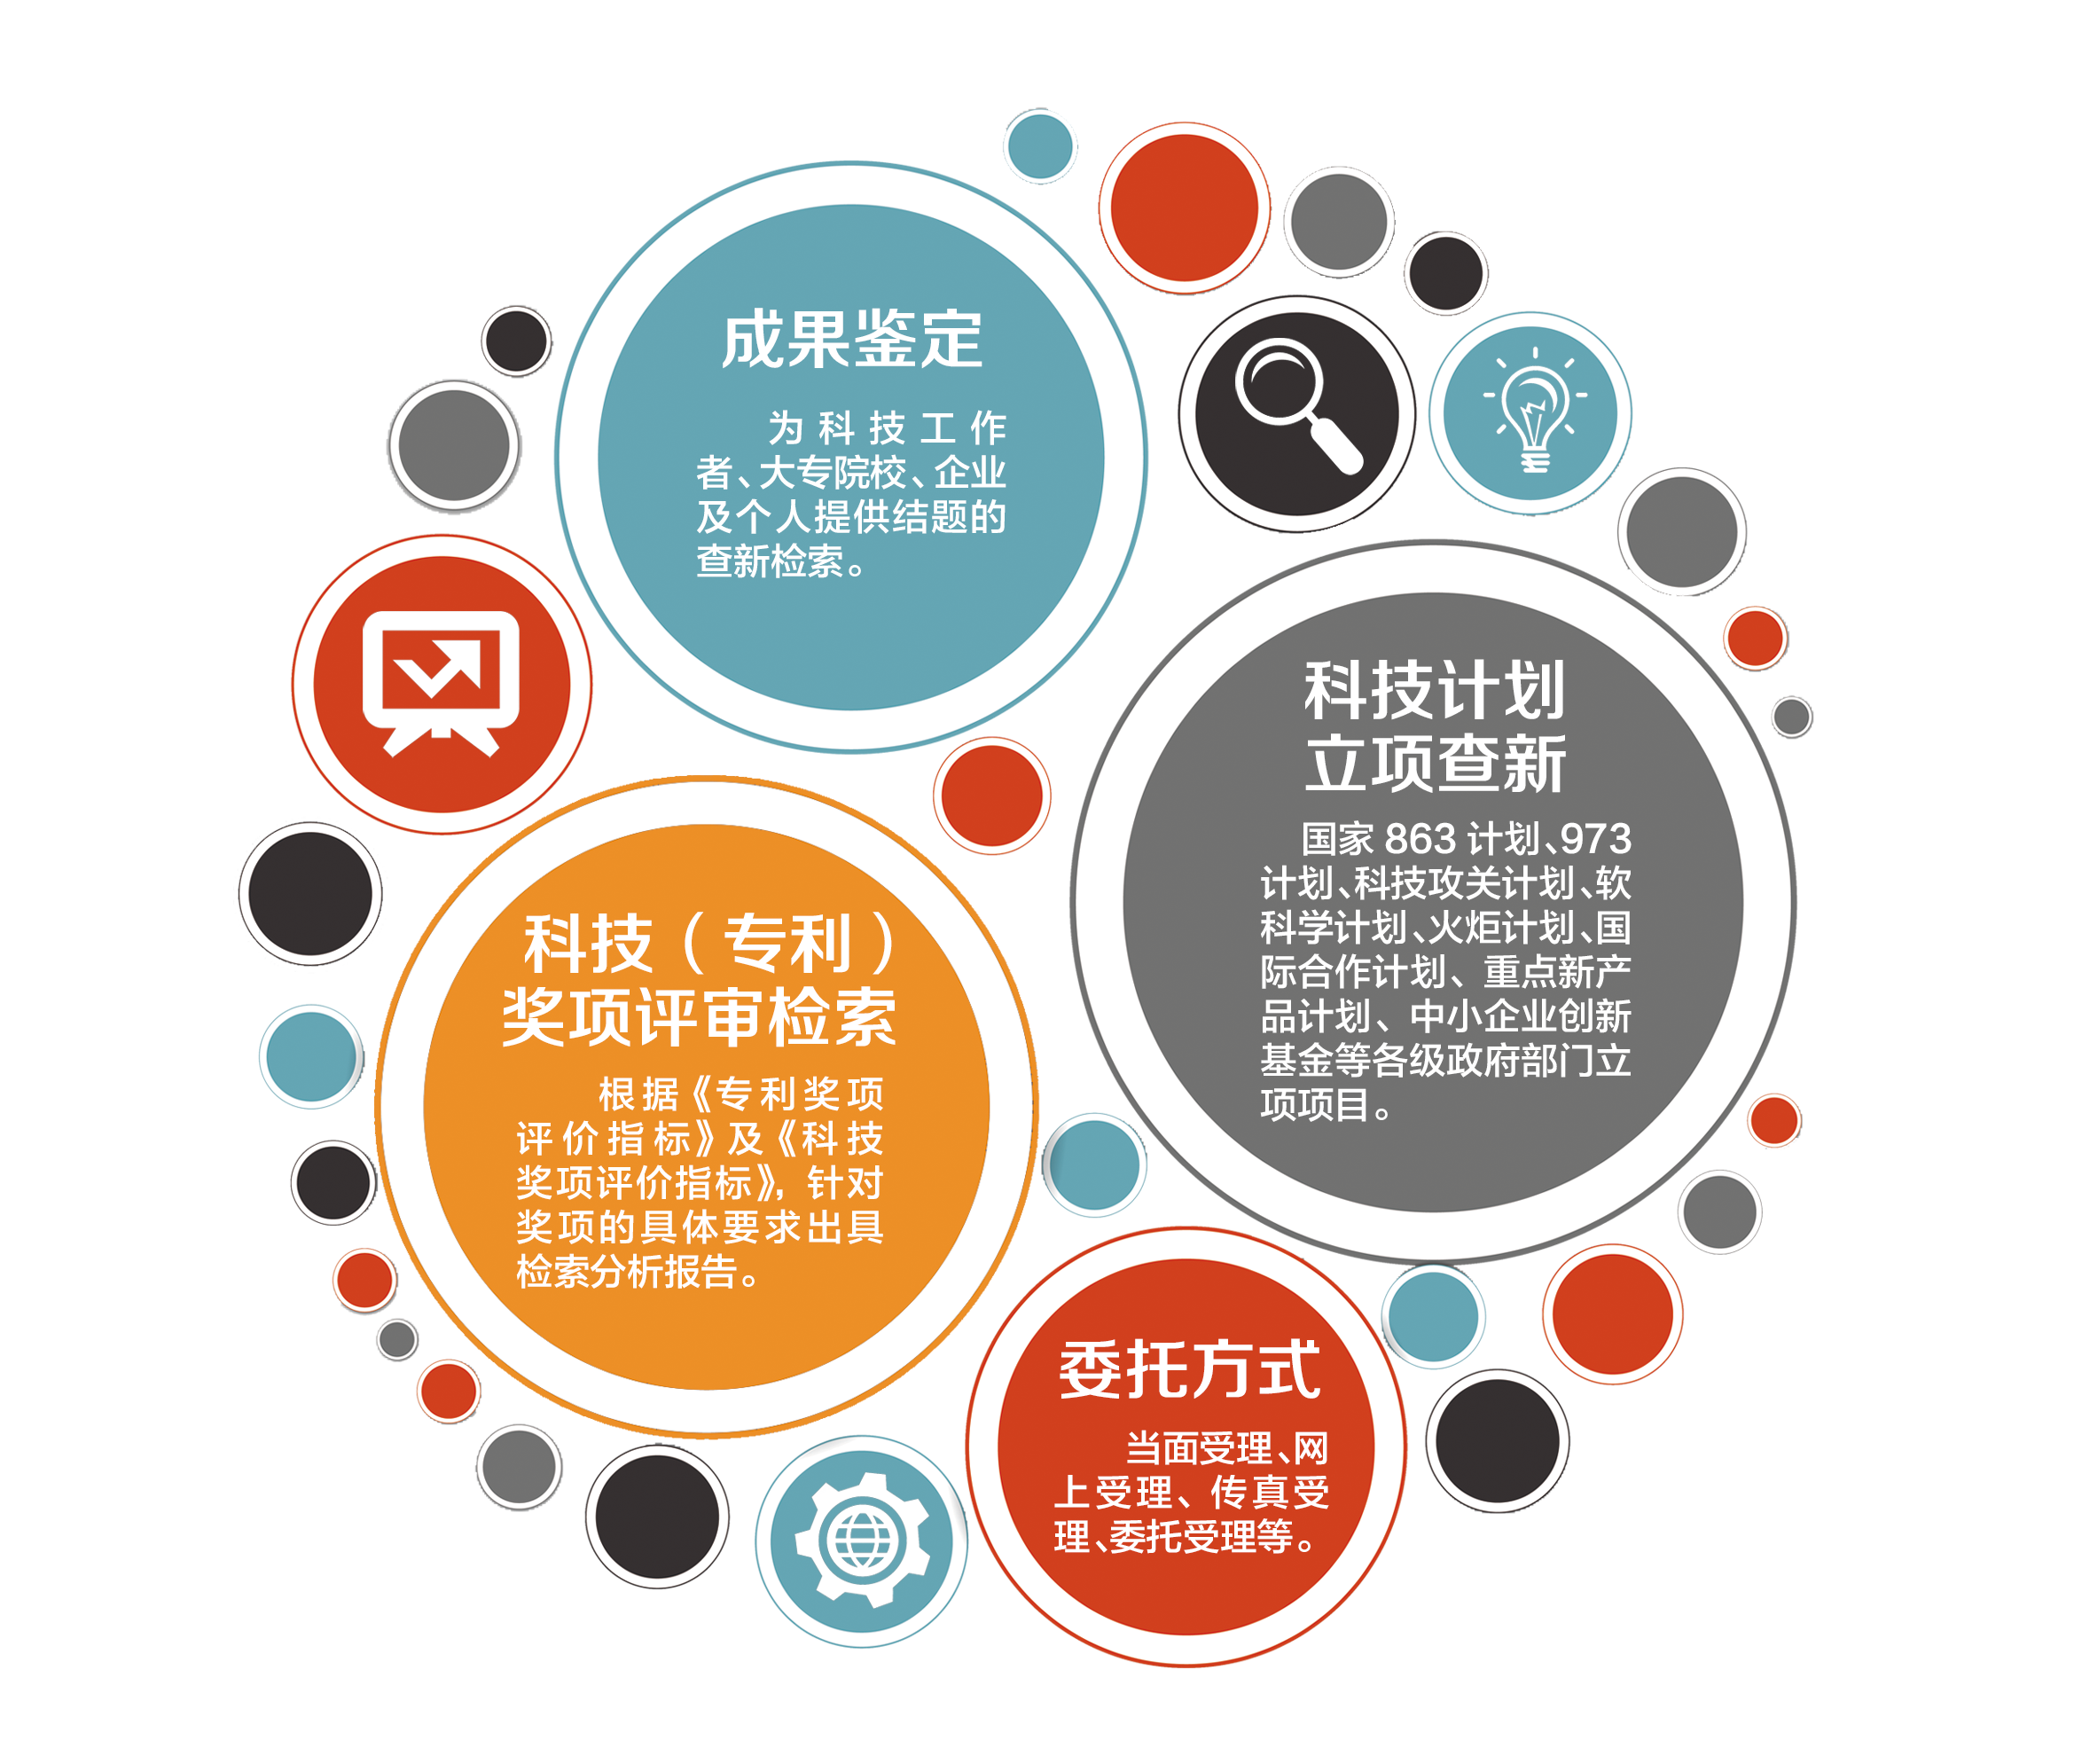 成果鉴定
为科技工作
者、大专院校、企业
及个人提供结题的
查新检索。
科技计划
立项查新
国家 863 计划、973
计划、科技攻关计划、软
科学计划、火炬计划、国
际合作计划、重点新产
品计划、中小企业创新
基金等各级政府部门立
项项目。
科技（专利）
奖项评审检索
根据《专利奖项
评价指标》及《科技
奖项评价指标》，针对
奖项的具体要求出具
检索分析报告。
委托方式
当面受理、网
上受理、传真受
理、委托受理等。